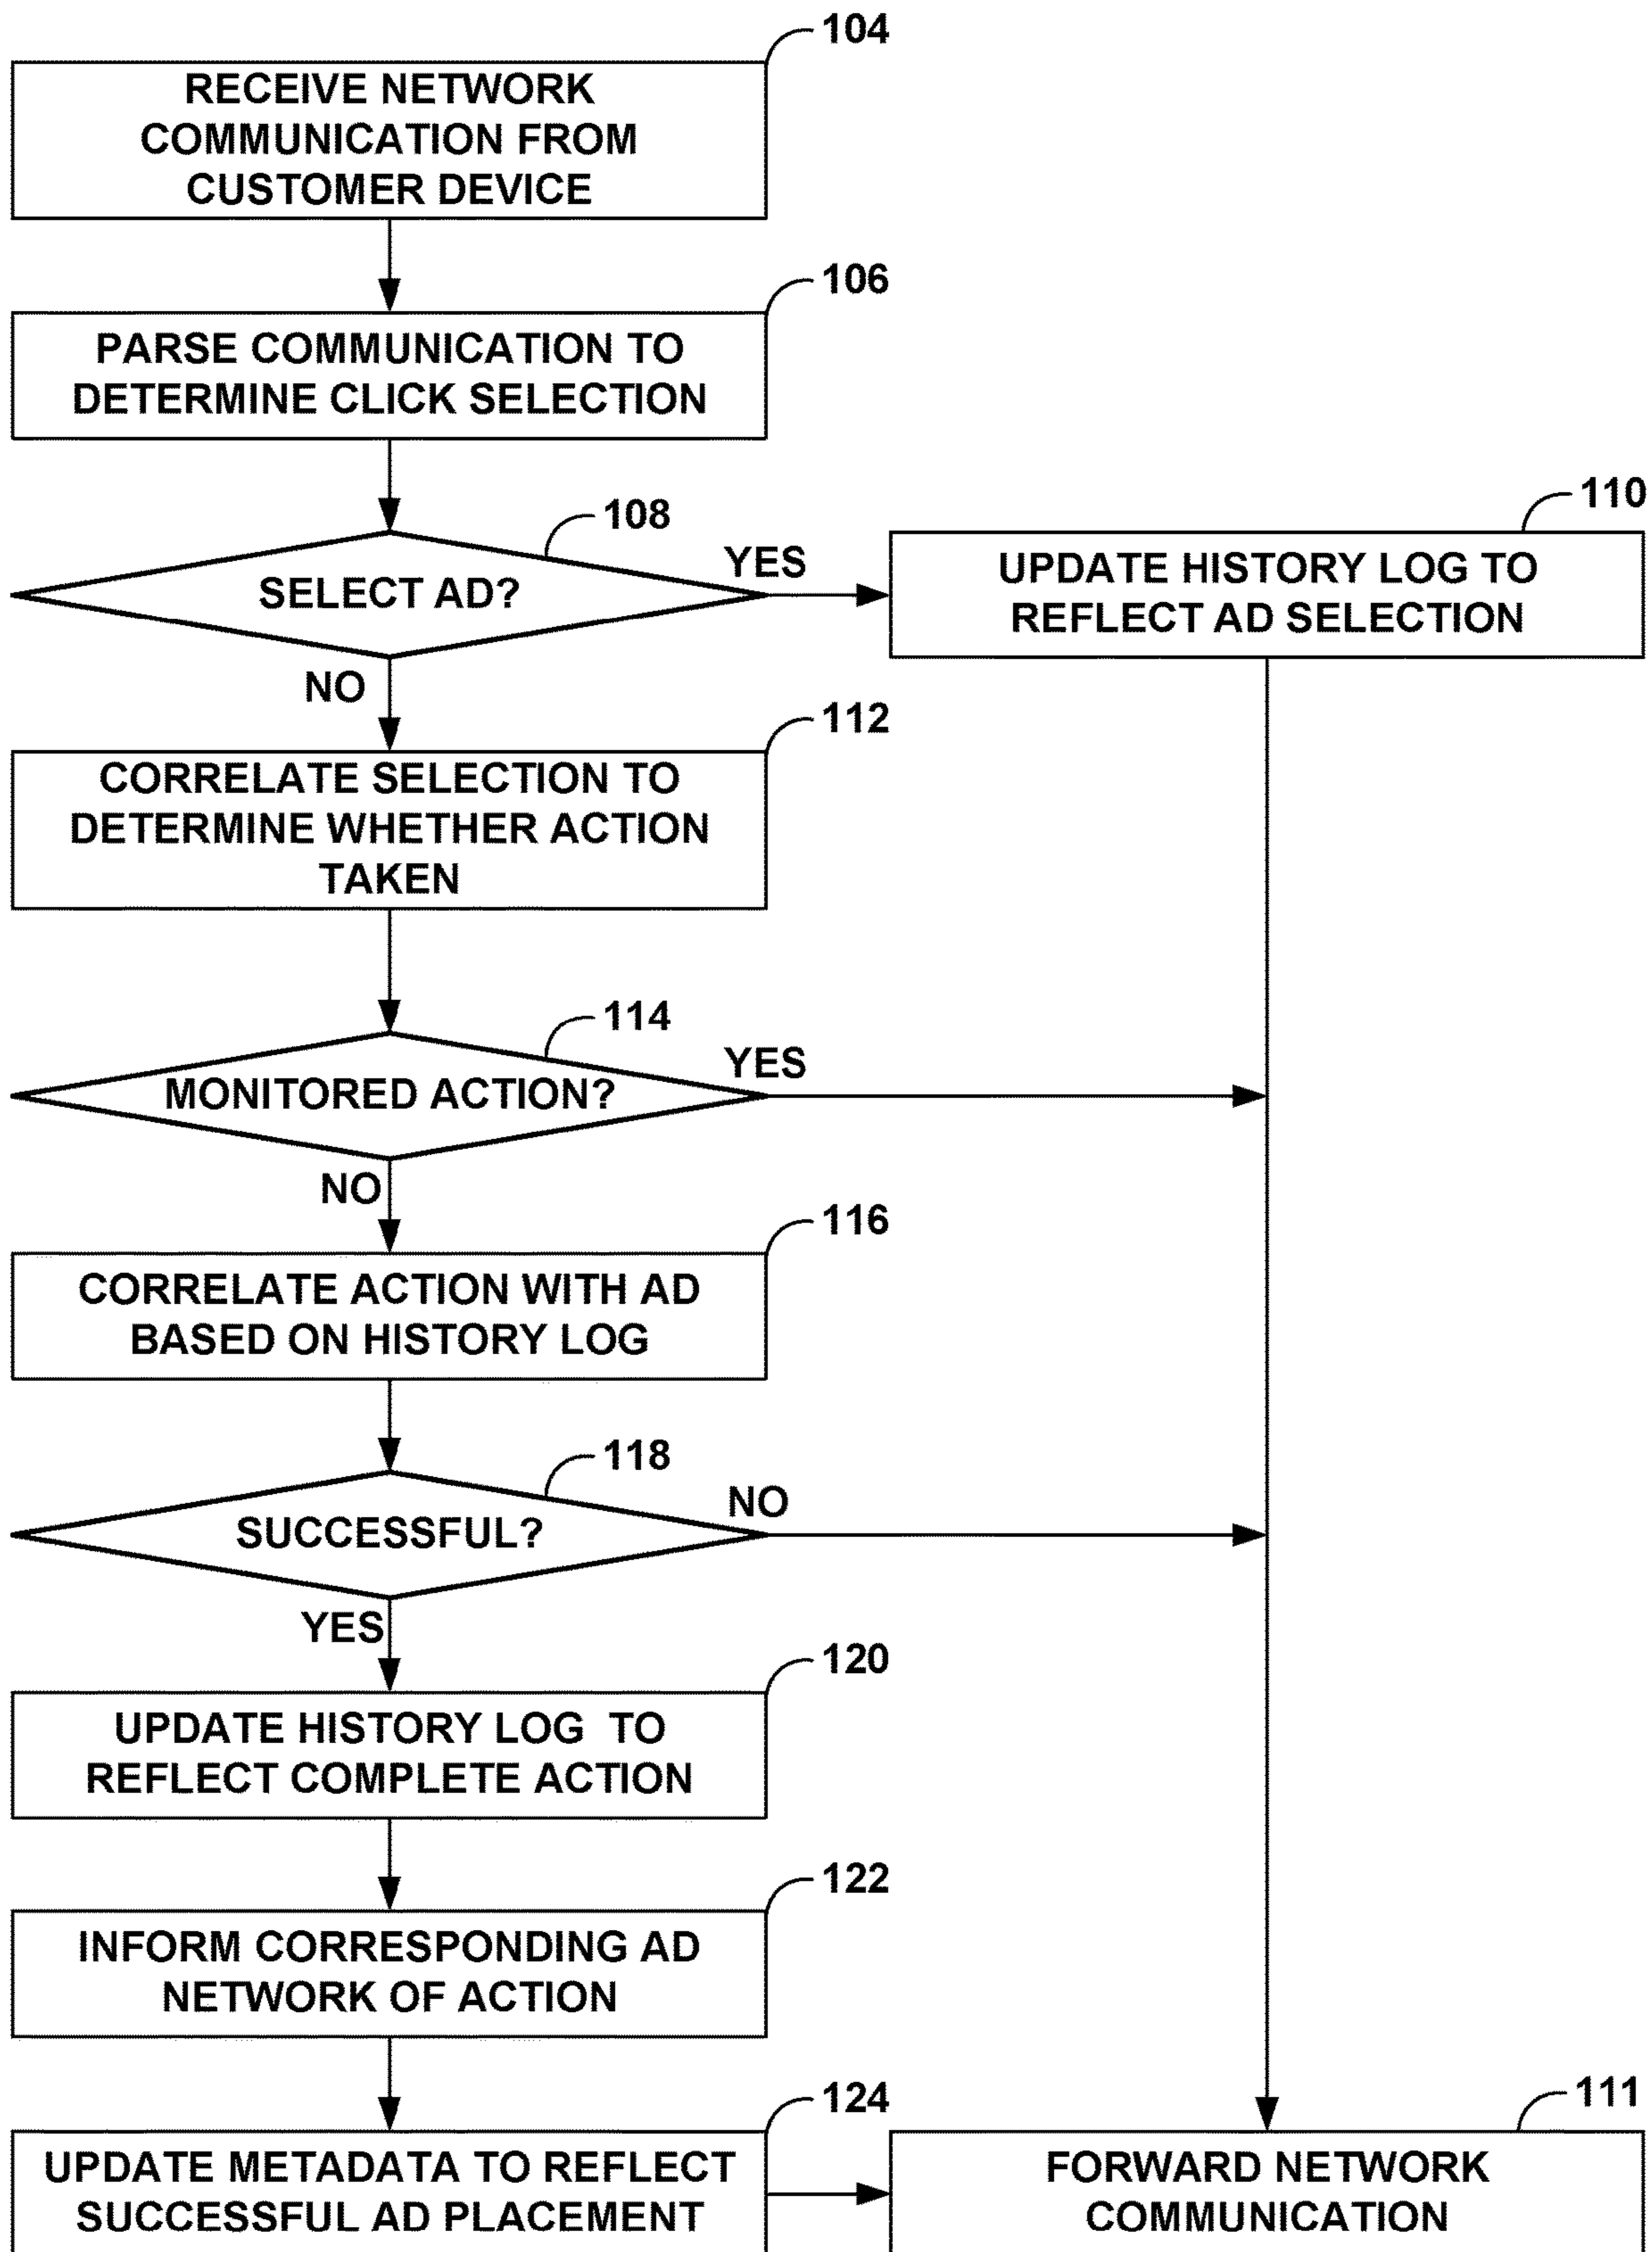 104
RECEIVE NETWORK
COMMUNICATION FROM
CUSTOMER DEVICE
106
PARSE COMMUNICATION TO
DETERMINE CLICK SELECTION
108
SELECT AD?
YES
110
UPDATE HISTORY LOG TO
REFLECT AD SELECTION
NO
112
CORRELATE SELECTION TO
DETERMINE WHETHER ACTION
TAKEN
114
MONITORED ACTION?
YES
NO
116
CORRELATE ACTION WITH AD
BASED ON HISTORY LOG
118
SUCCESSFUL?
NO
YES
120
UPDATE HISTORY LOG TO
REFLECT COMPLETE ACTION
122
INFORM CORRESPONDING AD
NETWORK OF ACTION
124
UPDATE METADATA TO REFLECT
SUCCESSFUL AD PLACEMENT
111
FORWARD NETWORK
COMMUNICATION